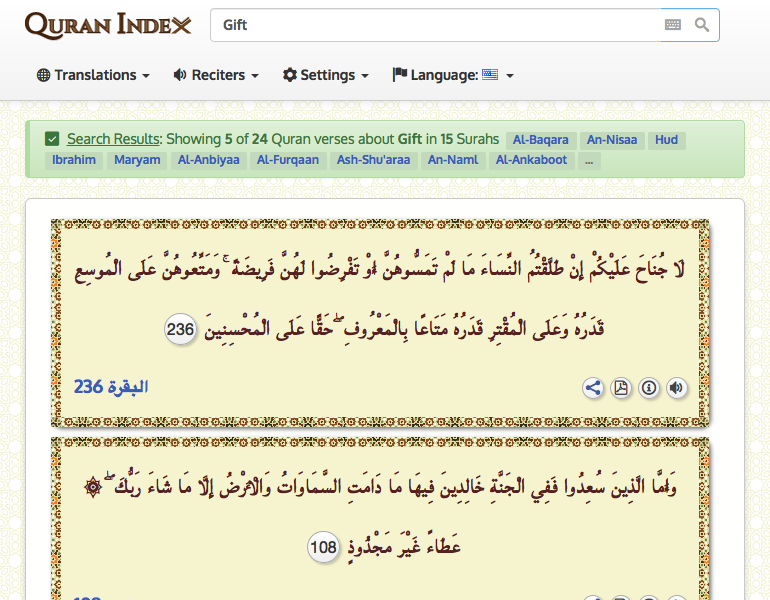 QURAN INDEX
Gift
Translations Reciters Settings Language:
Search Results: Showing 5 of 24 Quran verses about Gift in 15 Surahs Al-Baqara An-Nisaa Hud
Ibrahim Maryam Al-Anbiyaa Al-Furqaan Ash-Shu'araa An-Naml Al-Ankaboot ...
لَا جُنَاحَ عَلَيْكُمْ إِنْ طَلَّقْتُمُ النِّسَاءَ مَا لَمْ تَمَسُّوهُنَّ أَوْ تَفْرِضُوا لَهُنَّ فَرِيضَةً ۚ وَمَتِّعُوهُنَّ عَلَى الْمُوسِعِ
قَدَرُهُ وَعَلَى الْمُقْتِرِ قَدَرُهُ مَتَاعًا بِالْمَعْرُوفِ ۖ حَقًّا عَلَى الْمُحْسِنِينَ 236
البقرة 236
وَأَمَّا الَّذِينَ سُعِدُوا فَفِي الْجَنَّةِ خَالِدِينَ فِيهَا مَا دَامَتِ السَّمَاوَاتُ وَالْأَرْضُ إِلَّا مَا شَاءَ رَبُّكَ ۖ ۞
عَطَاءً غَيْرَ مَجْذُوذٍ 108